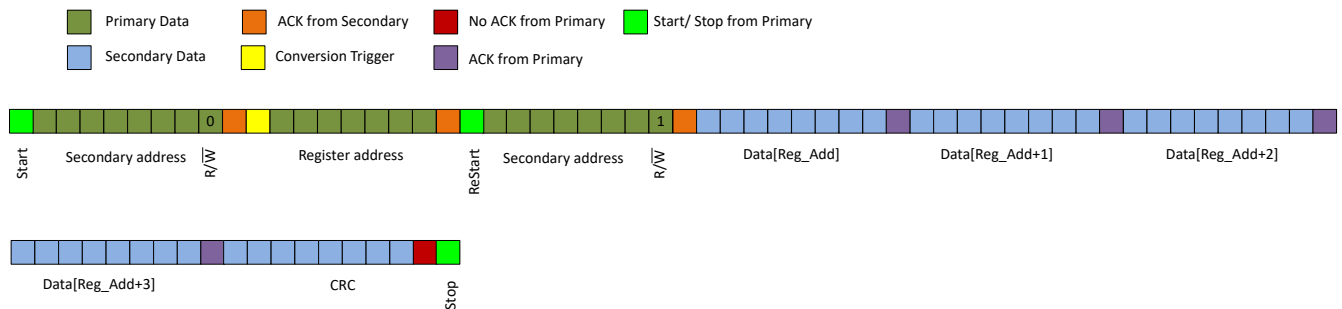 Primary Data
ACK from Secondary
No ACK from Primary
Start/ Stop from Primary
Secondary Data
Conversion Trigger
ACK from Primary
0
1
Start
Secondary address
R/W
Register address
ReStart
Secondary address
R/W
Data[Reg_Add]
Data[Reg_Add+1]
Data[Reg_Add+2]
Data[Reg_Add+3]
CRC
Stop